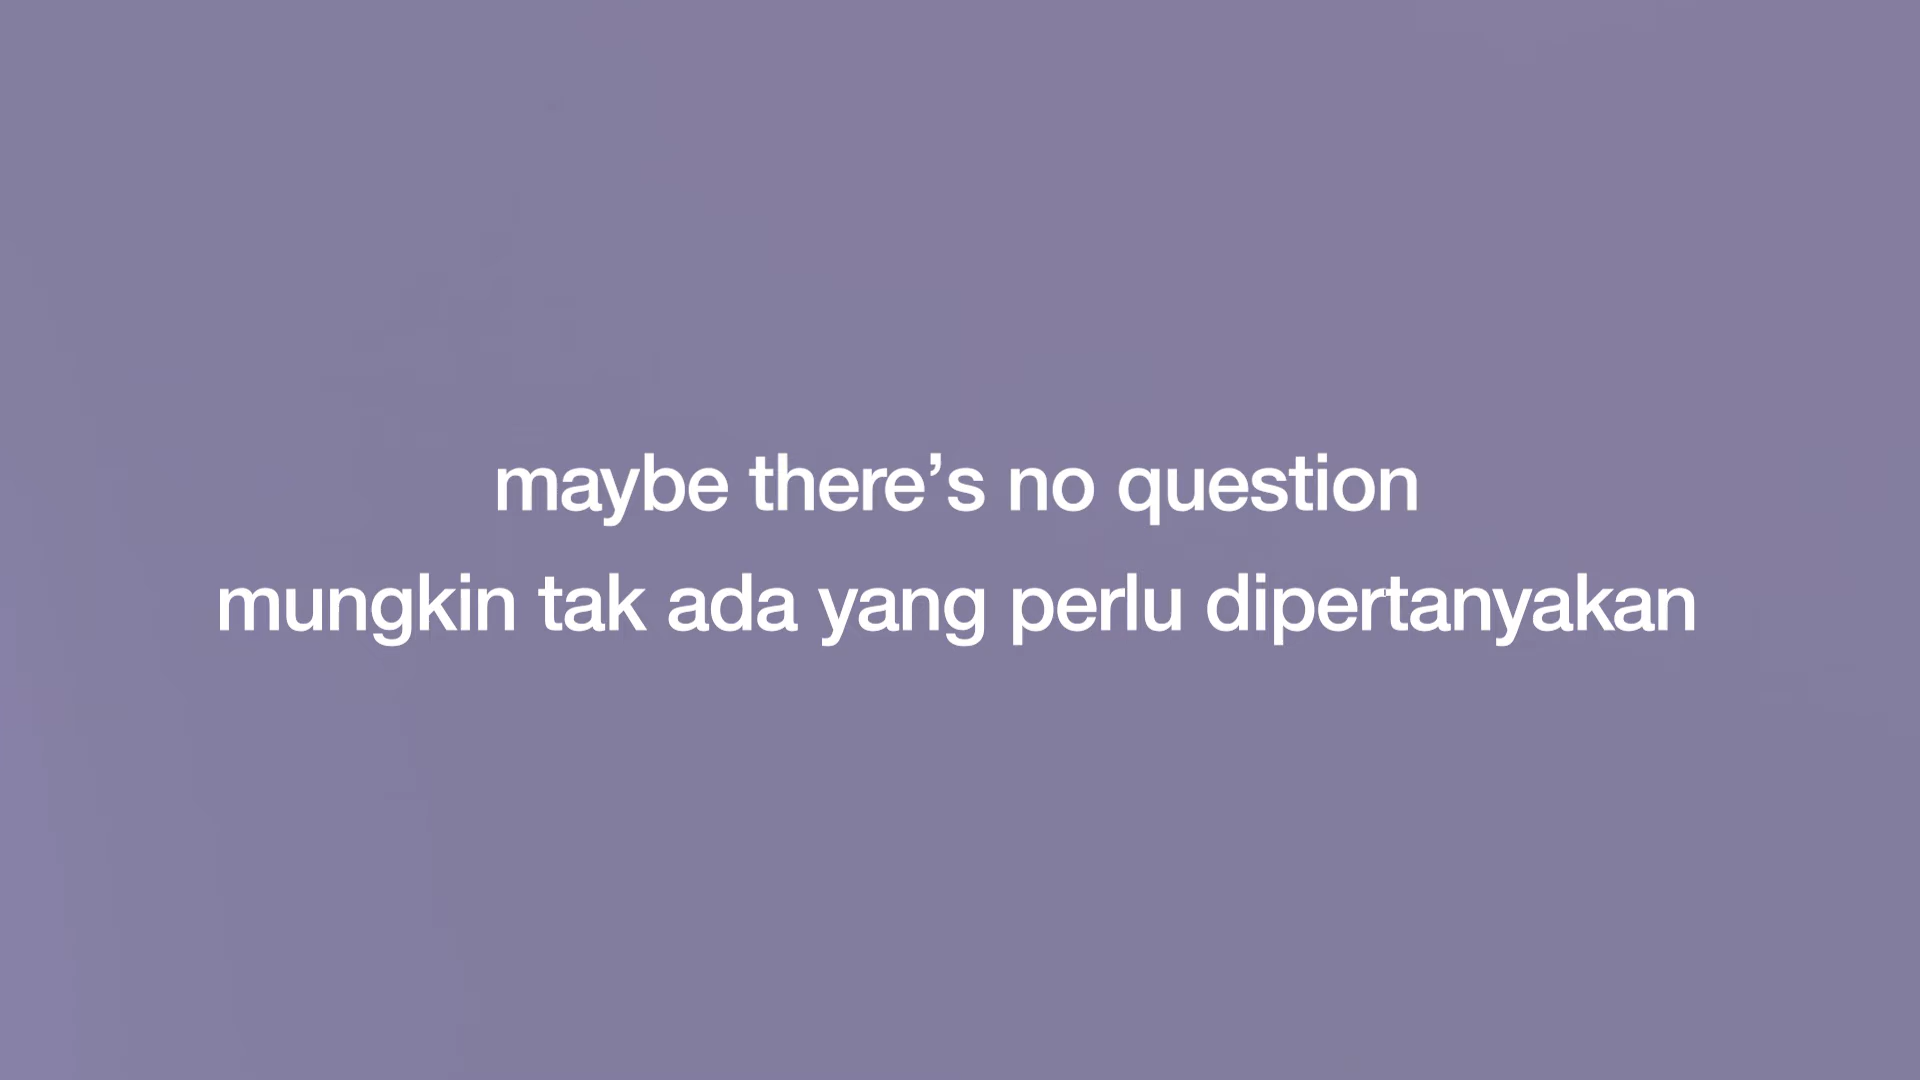 maybe there’s no question
mungkin tak ada yang perlu dipertanyakan